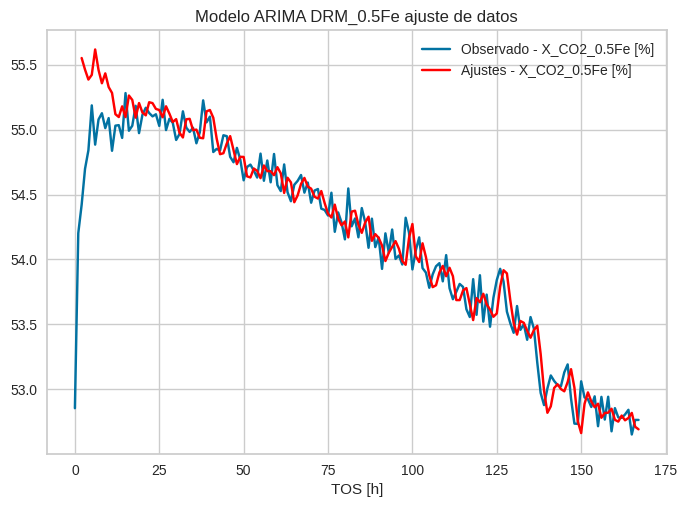 Modelo ARIMA DRM_0.5Fe ajuste de datos
Observado - X_CO2_0.5Fe [%]
Ajustes - X_CO2_0.5Fe [%]
55.5
55.0
54.5
54.0
53.5
53.0
0 25 50 75 100 125 150 175
TOS [h]